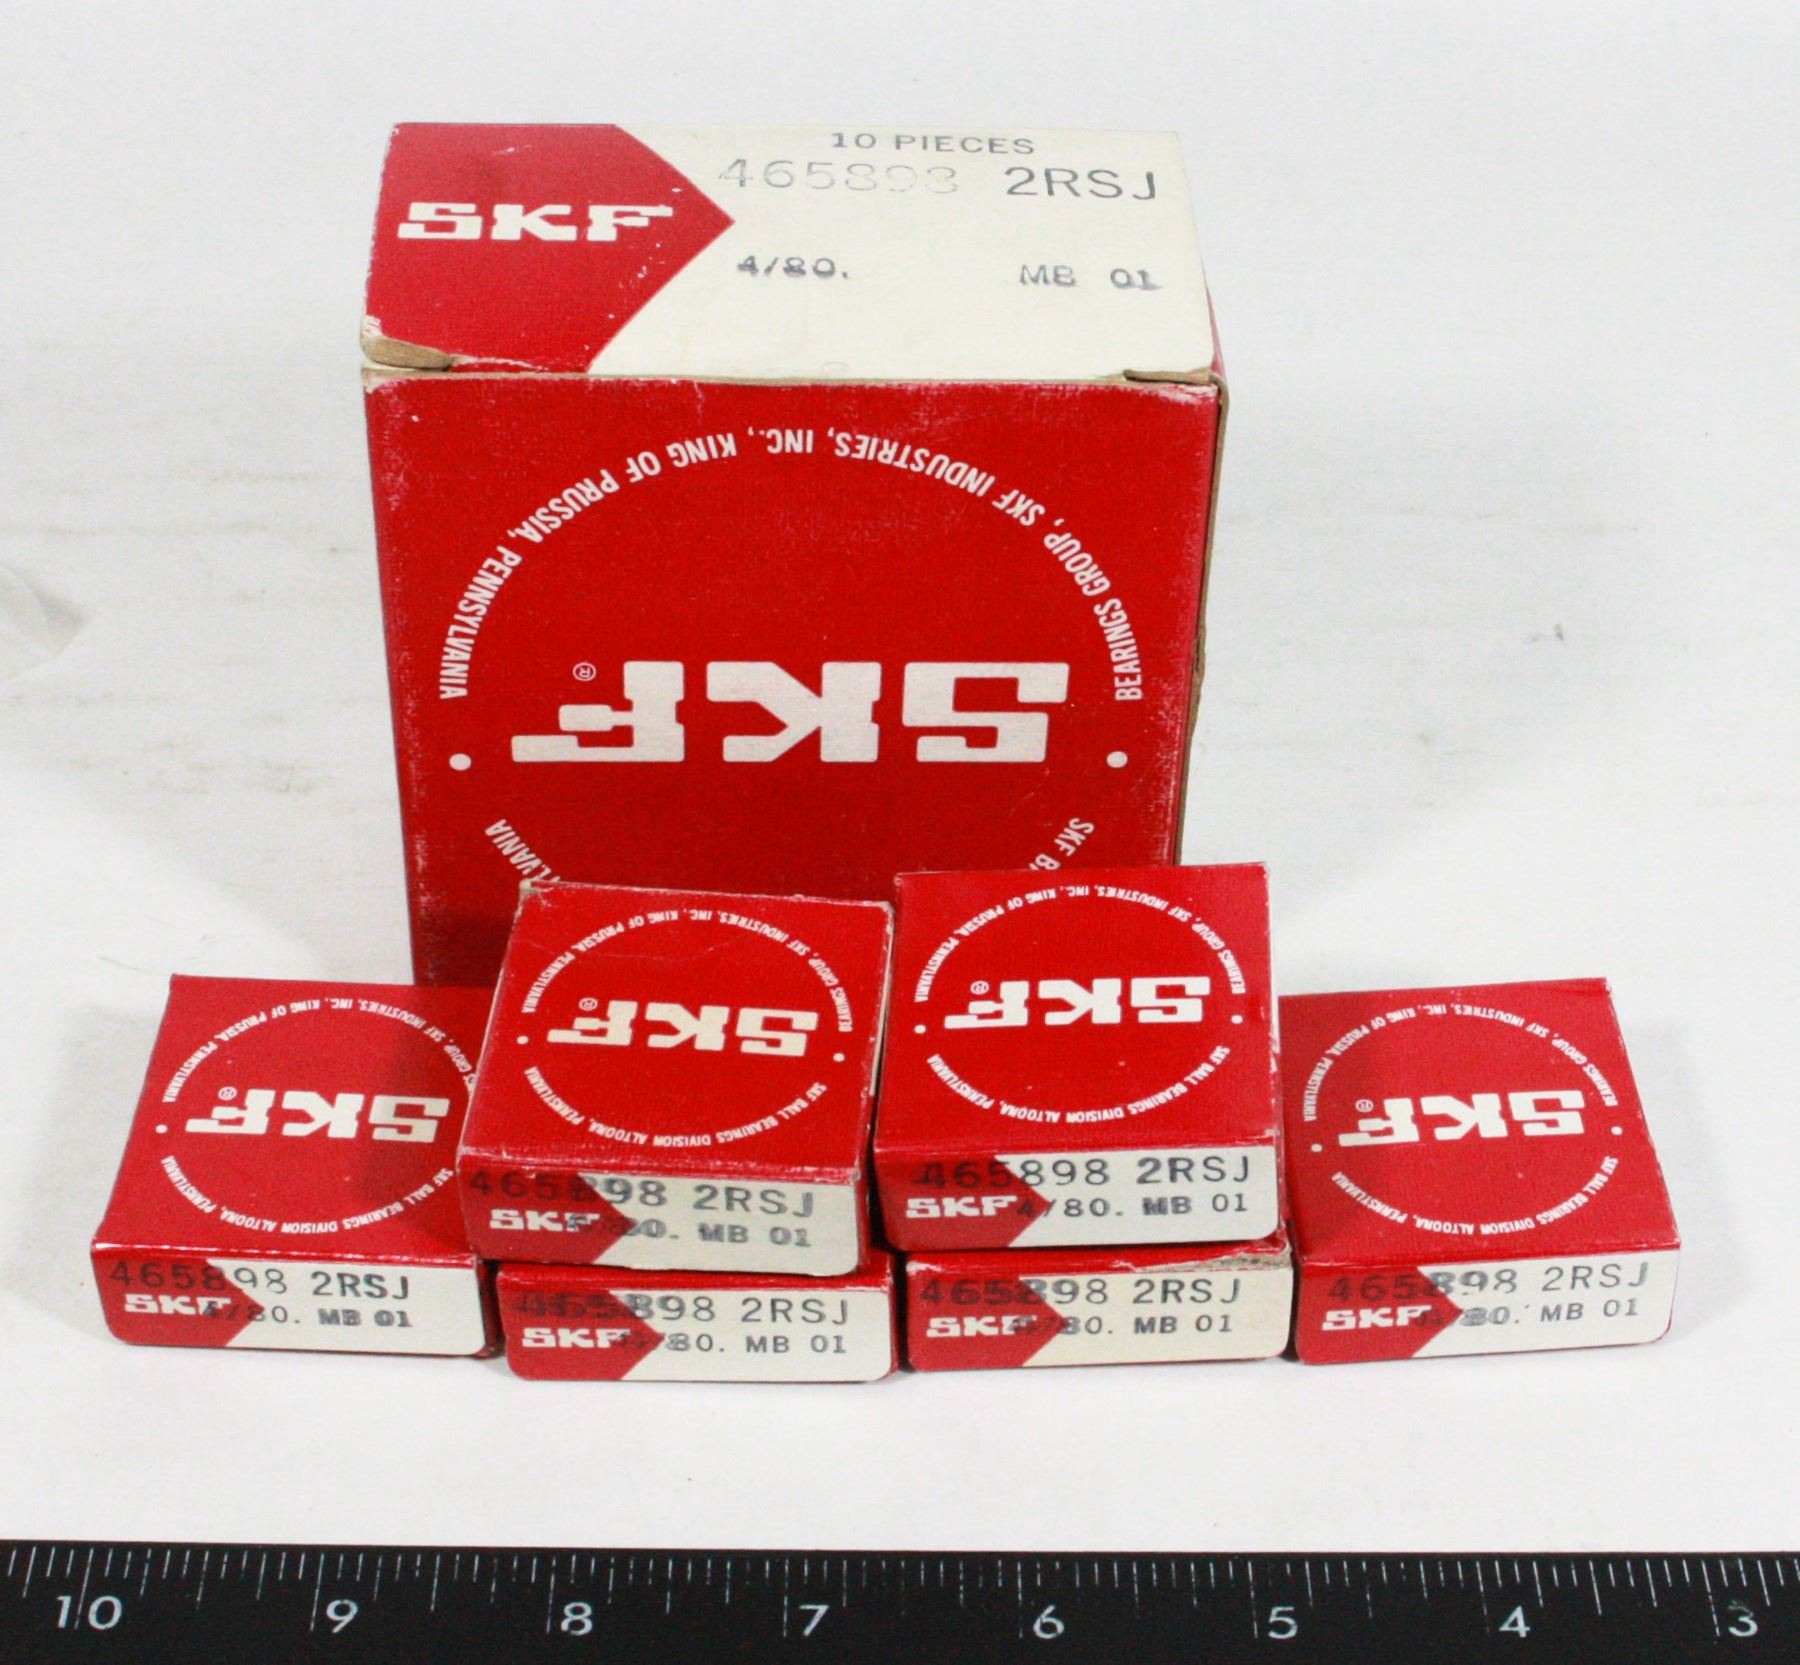 10 PIECES
465898 2RSJ
SKF
4/80. MB 01
BEARINGS GROUP, SKF INDUSTRIES, INC., KING OF PRUSSIA, PENNSYLVANIA
SKF ®
SKF
BEARINGS GROUP, SKF INDUSTRIES, INC., KING OF PRUSSIA, PENNSYLVANIA
SKF ®
SKF BALL BEARINGS DIVISION ALTOONA, PENNSYLVANIA
465898 2RSJ
SKF 4/80. MB 01
BEARINGS GROUP, SKF INDUSTRIES, INC., KING OF PRUSSIA, PENNSYLVANIA
SKF ®
SKF BALL BEARINGS DIVISION ALTOONA, PENNSYLVANIA
465898 2RSJ
SKF 4/80. MB 01
GROUP, SKF INDUSTRIES, INC., KING OF PRUSSIA, PENNSYLVANIA
SKF ®
SKF BALL BEARINGS DIVISION ALTOONA, PENNSYLVANIA
465898 2RSJ
SKF 4/80. MB 01
465898 2RSJ
SKF 4/80. MB 01
465898 2RSJ
SKF 4/80. MB 01
BEARINGS GROUP, SKF INDUSTRIES, INC., KING OF PRUSSIA, PENNSYLVANIA
SKF ®
SKF BALL BEARINGS DIVISION ALTOONA, PENNSYLVANIA
465898 2RSJ
SKF 4/80. MB 01
10 9 8 7 6 5 4 3